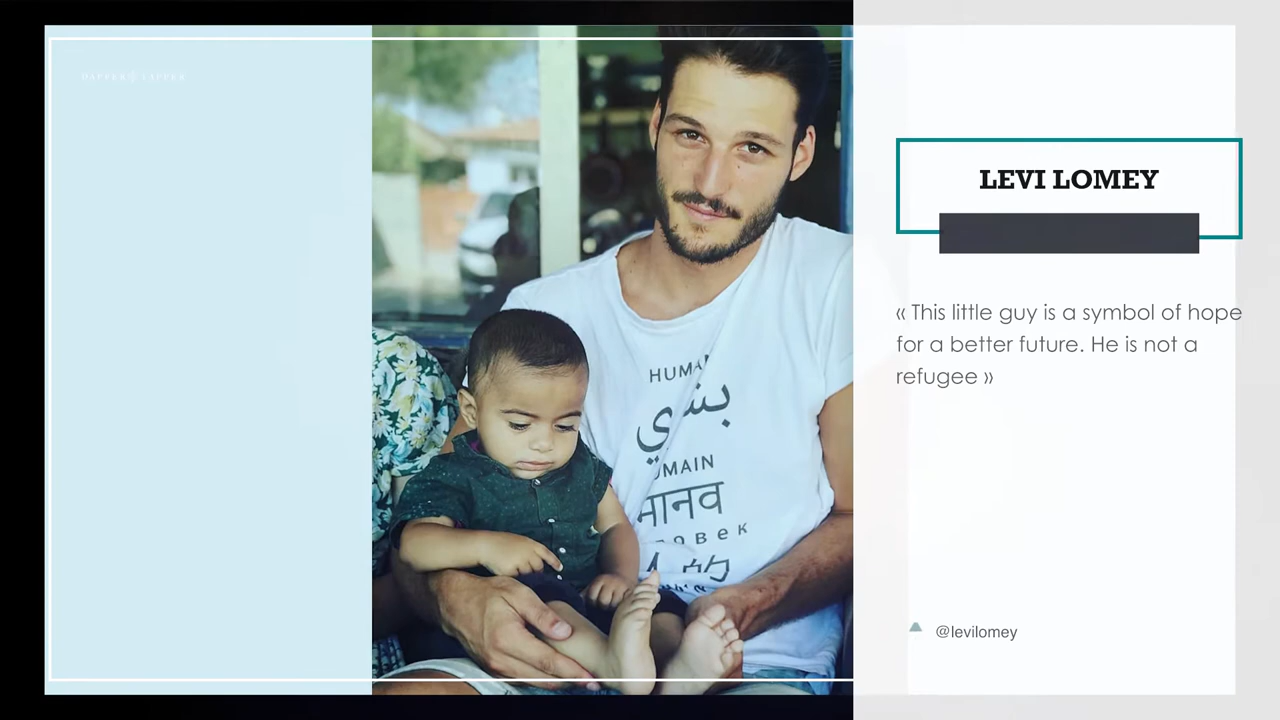 LEVI LOMEY
« This little guy is a symbol of hope
for a better future. He is not a
refugee »
HUMAN
بشري
UMAIN
मानव
овек
@levilomey